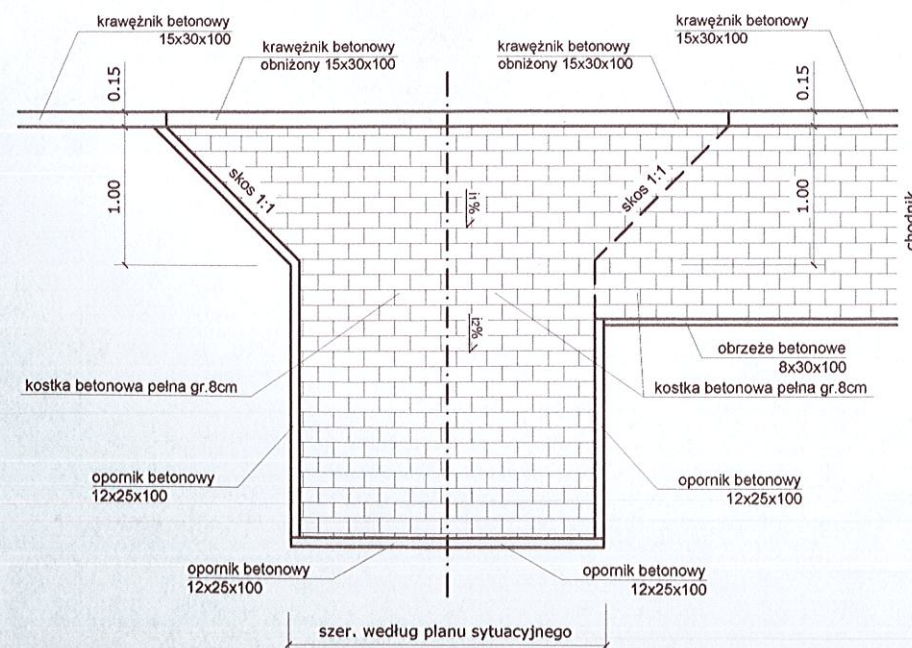 krawężnik betonowy
15x30x100
krawężnik betonowy
obniżony 15x30x100
krawężnik betonowy
obniżony 15x30x100
krawężnik betonowy
15x30x100
0.15
0.15
skos 1:1
skos 1:1
1.00
1.00
i1%
chodnik
i2%
obrzeże betonowe
8x30x100
kostka betonowa pełna gr.8cm
kostka betonowa pełna gr.8cm
opornik betonowy
12x25x100
opornik betonowy
12x25x100
opornik betonowy
12x25x100
opornik betonowy
12x25x100
szer. według planu sytuacyjnego